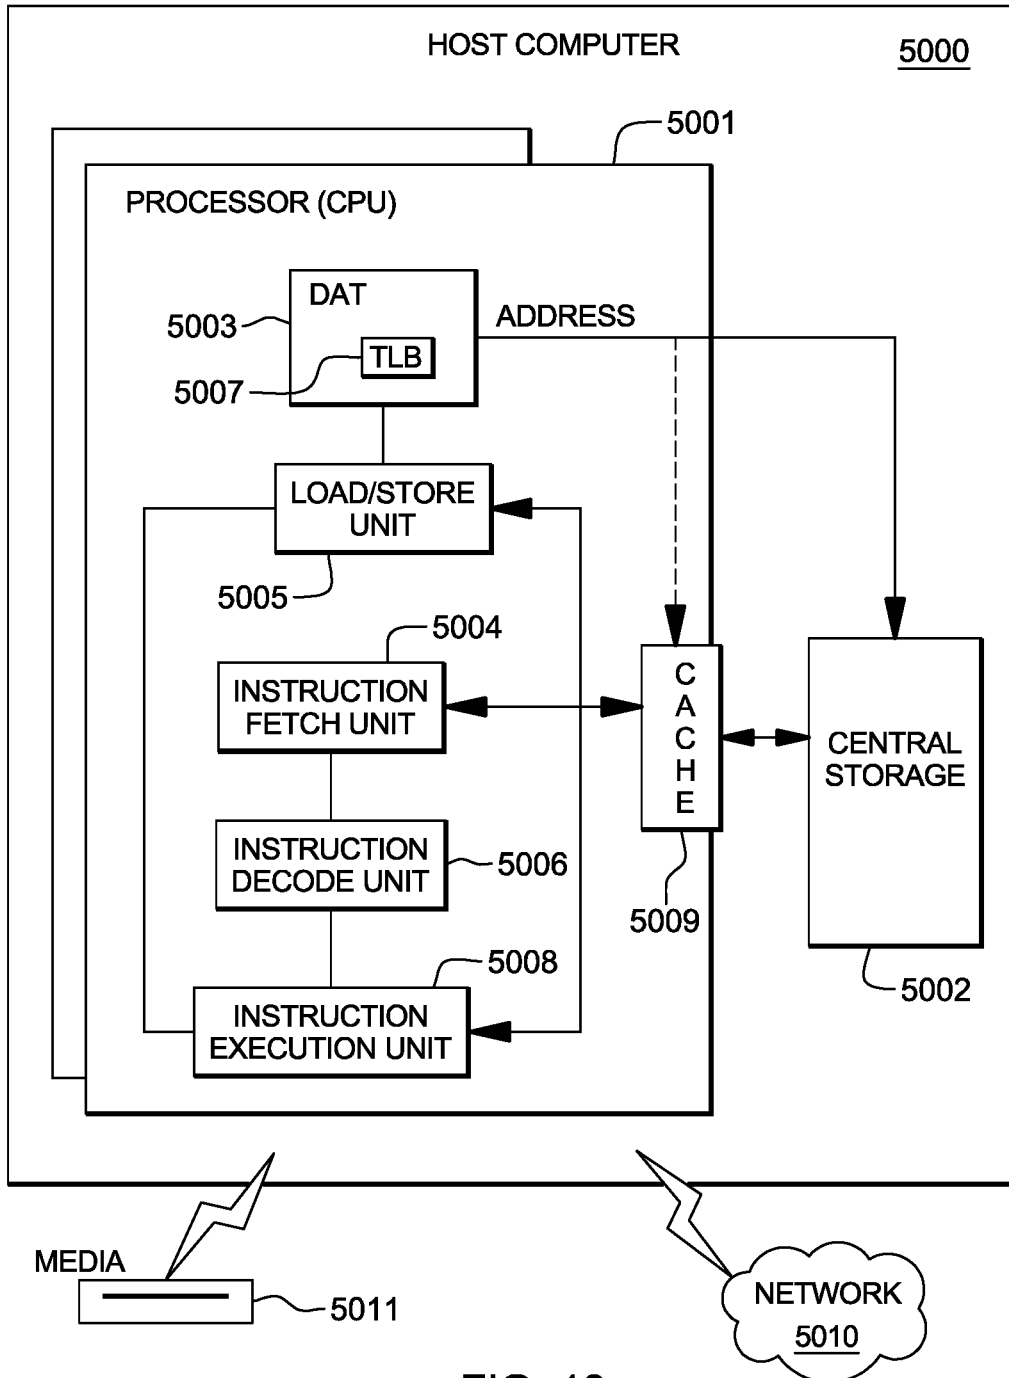 HOST COMPUTER
5000
5001
PROCESSOR (CPU)
DAT
5003
ADDRESS
TLB
5007
LOAD/STORE
UNIT
5005
5004
INSTRUCTION
FETCH UNIT
CACHE
CENTRAL
STORAGE
INSTRUCTION
DECODE UNIT
5006
5009
5008
5002
INSTRUCTION
EXECUTION UNIT
MEDIA
5011
NETWORK
5010